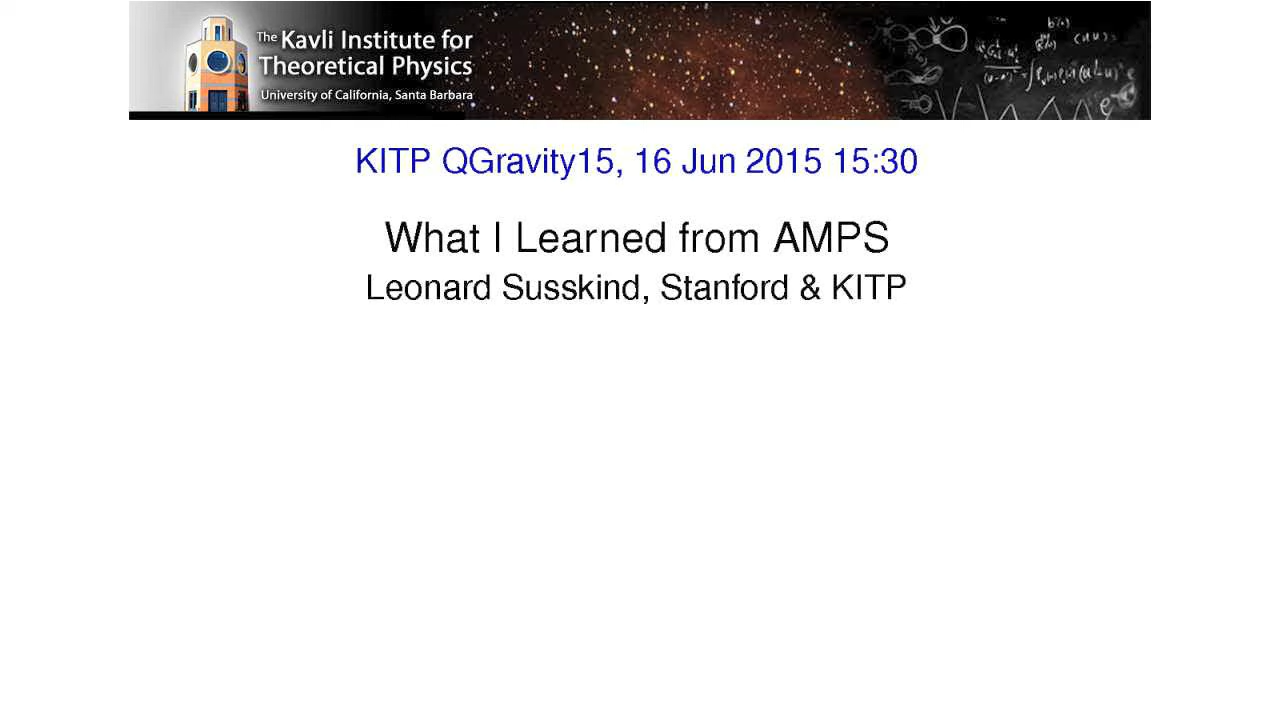 The Kavli Institute for
Theoretical Physics
University of California, Santa Barbara
KITP QGravity15, 16 Jun 2015 15:30
What I Learned from AMPS
Leonard Susskind, Stanford & KITP